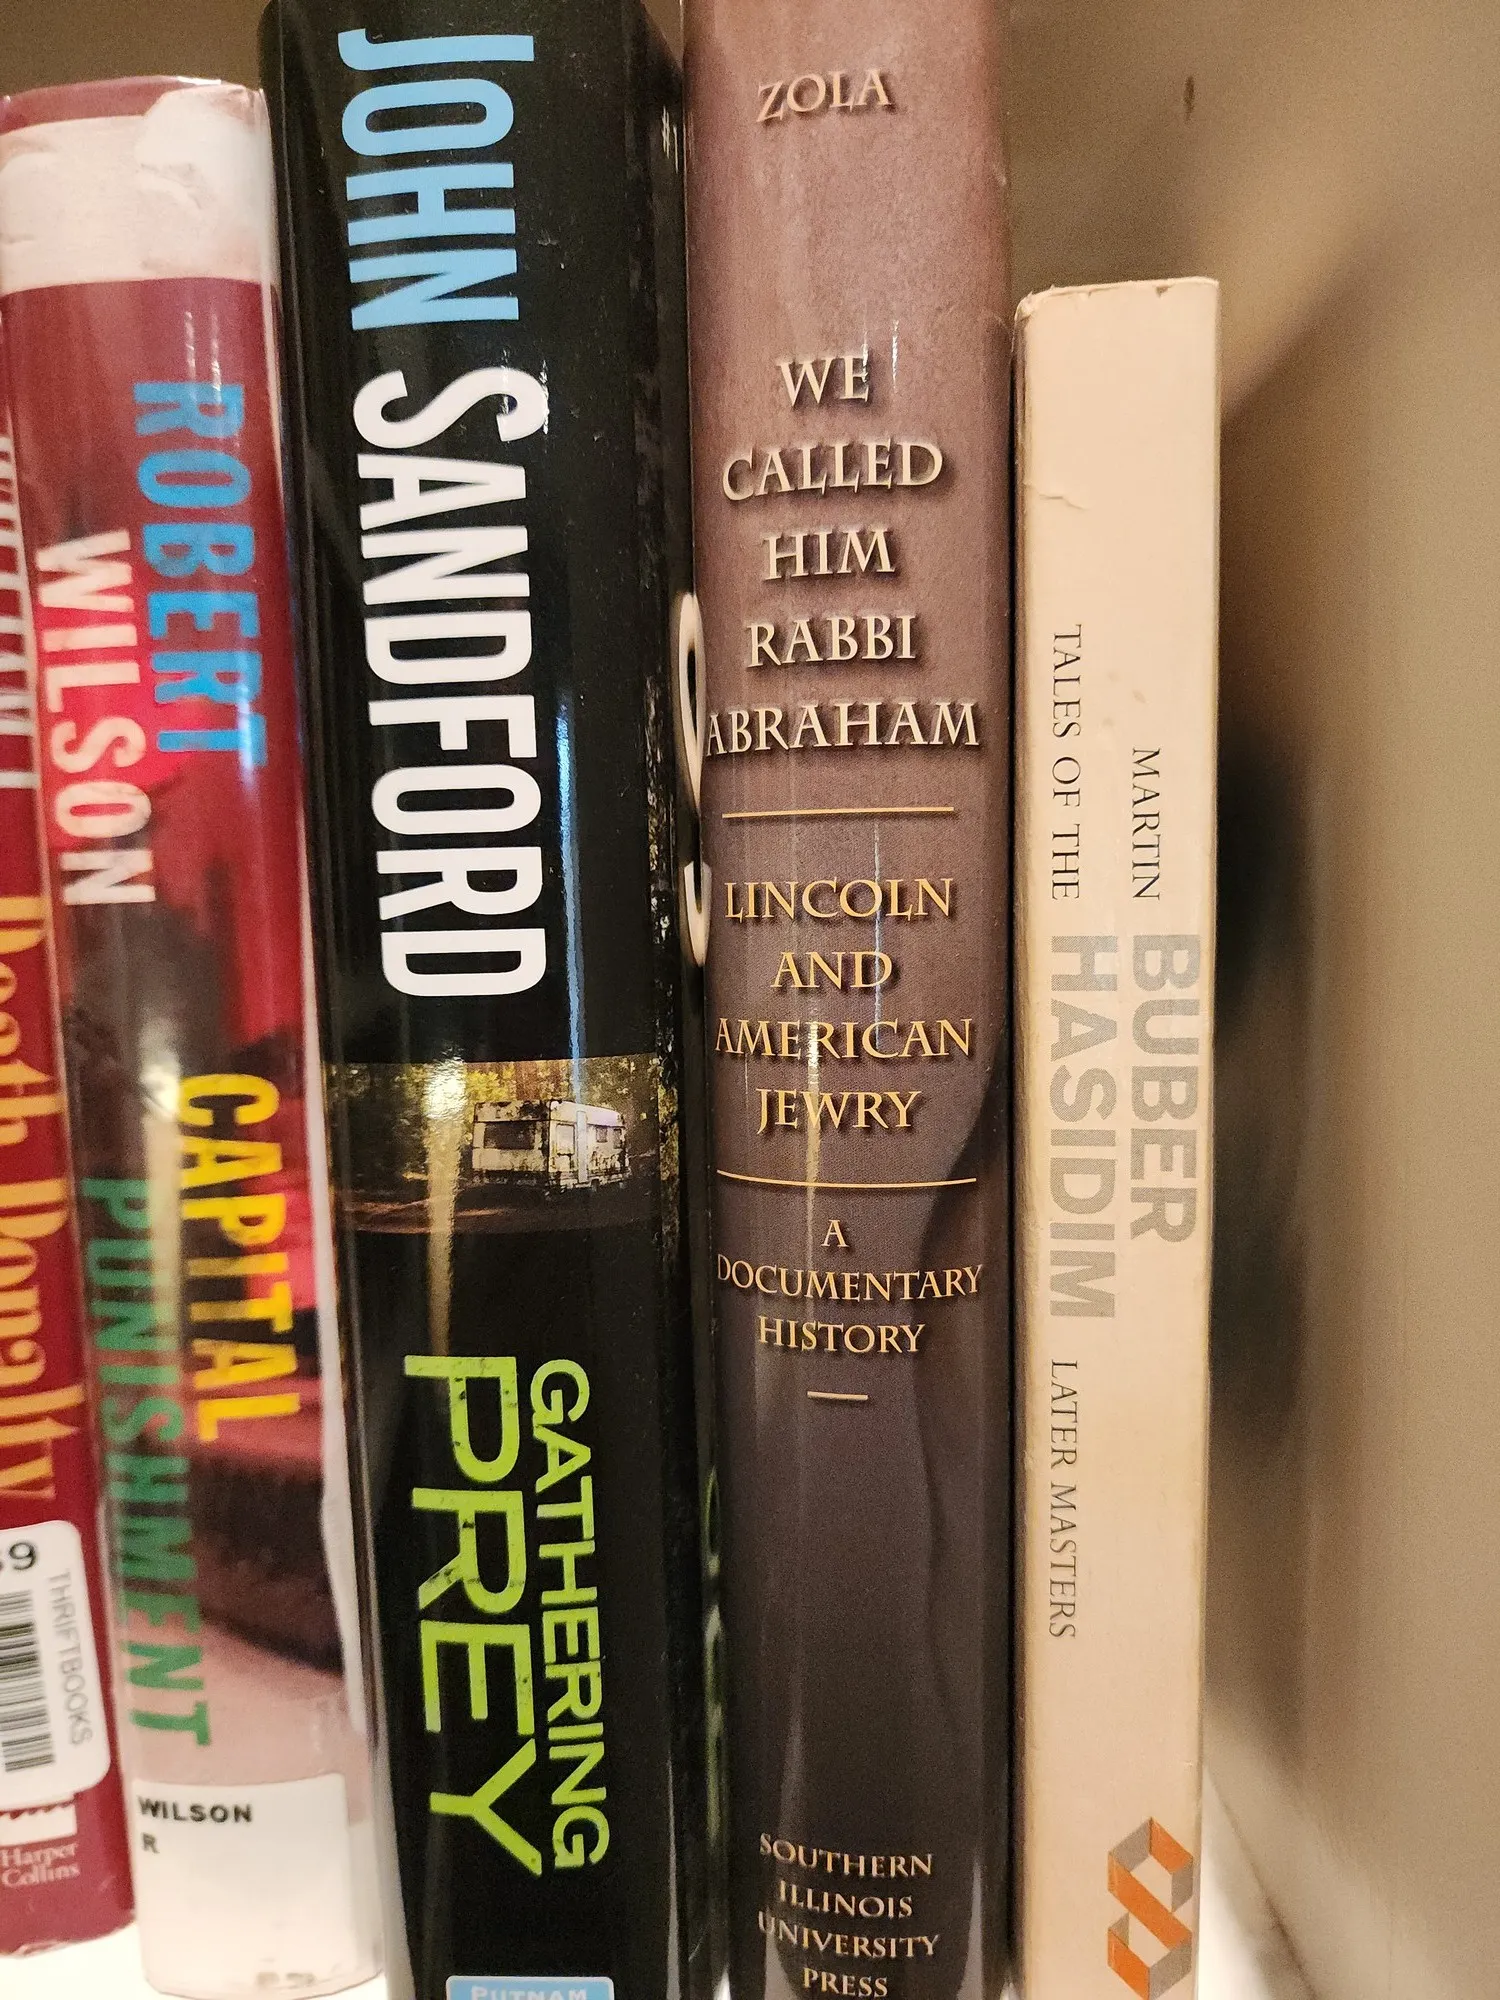 Death Penalty
39
THRIFTBOOKS
Harper
Collins
ROBERT
WILSON
CAPITAL
PUNISHMENT
WILSON
R
JOHN SANDFORD
GATHERING
PREY
PUTNAM
ZOLA
WE
CALLED
HIM
RABBI
ABRAHAM
LINCOLN
AND
AMERICAN
JEWRY
A
DOCUMENTARY
HISTORY
SOUTHERN
ILLINOIS
UNIVERSITY
PRESS
MARTIN BUBER
TALES OF THE HASIDIM LATER MASTERS